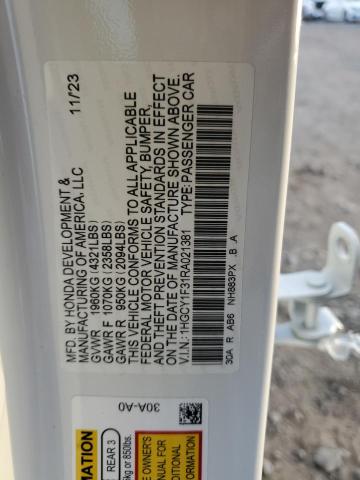 MFD. BY HONDA DEVELOPMENT & 11/'23
MANUFACTURING OF AMERICA, LLC
GVWR 1960KG (4321LBS)
GAWR F 1070KG (2358LBS)
GAWR R 950KG (2094LBS)
THIS VEHICLE CONFORMS TO ALL APPLICABLE
FEDERAL MOTOR VEHICLE SAFETY, BUMPER,
AND THEFT PREVENTION STANDARDS IN EFFECT
ON THE DATE OF MANUFACTURE SHOWN ABOVE.
V.I.N.: 1HGCY1F31RA021381 TYPE: PASSENGER CAR
30A R AB6 NH883PX B A
30A-A0
REAR 3
or 850lbs.
OWNER'S